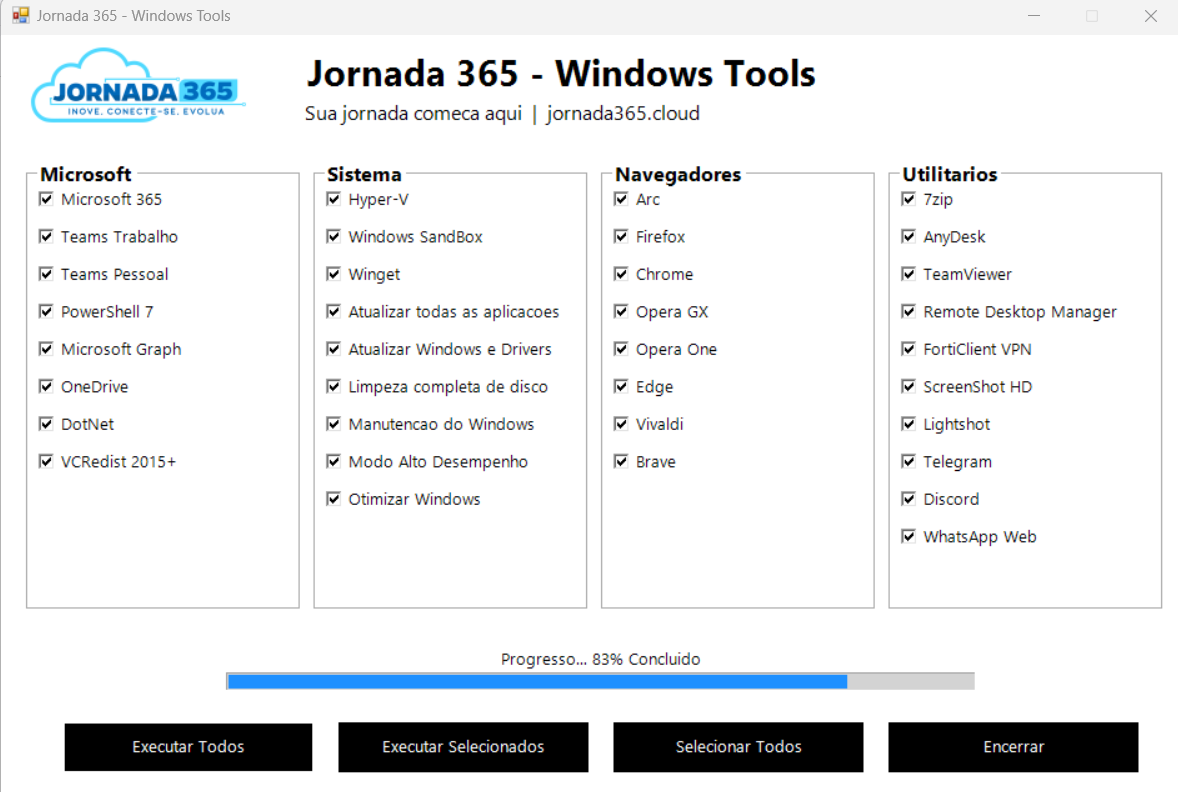 Jornada 365 - Windows Tools
JORNADA 365
INOVE. CONECTE-SE. EVOLUA
Jornada 365 - Windows Tools
Sua jornada comeca aqui | jornada365.cloud
Microsoft
Microsoft 365
Teams Trabalho
Teams Pessoal
PowerShell 7
Microsoft Graph
OneDrive
DotNet
VCRedist 2015+
Sistema
Hyper-V
Windows SandBox
Winget
Atualizar todas as aplicacoes
Atualizar Windows e Drivers
Limpeza completa de disco
Manutencao do Windows
Modo Alto Desempenho
Otimizar Windows
Navegadores
Arc
Firefox
Chrome
Opera GX
Opera One
Edge
Vivaldi
Brave
Utilitarios
7zip
AnyDesk
TeamViewer
Remote Desktop Manager
FortiClient VPN
ScreenShot HD
Lightshot
Telegram
Discord
WhatsApp Web
Progresso... 83% Concluido
Executar Todos
Executar Selecionados
Selecionar Todos
Encerrar